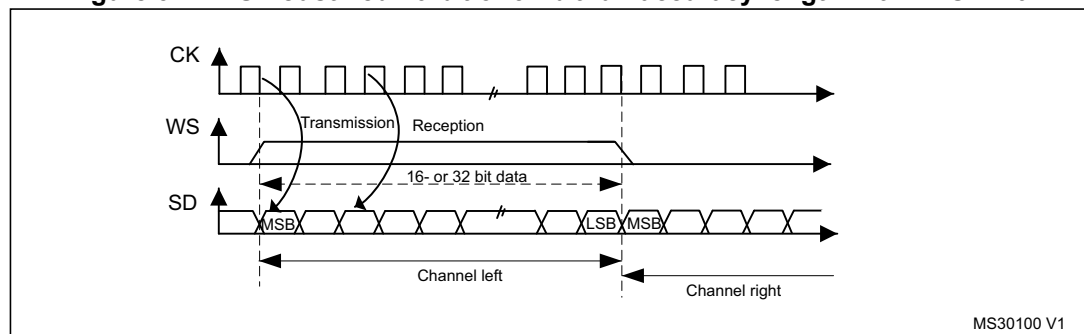 CK
Transmission
Reception
WS
16- or 32 bit data
SD
MSB
LSB
MSB
Channel left
Channel right
MS30100 V1